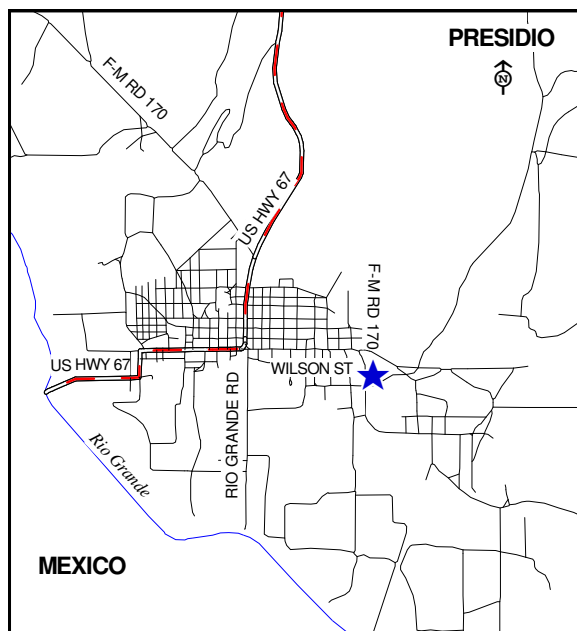 PRESIDIO
N
F-M RD 170
US HWY 67
F-M RD 170
US HWY 67
WILSON ST
RIO GRANDE RD
Rio Grande
MEXICO